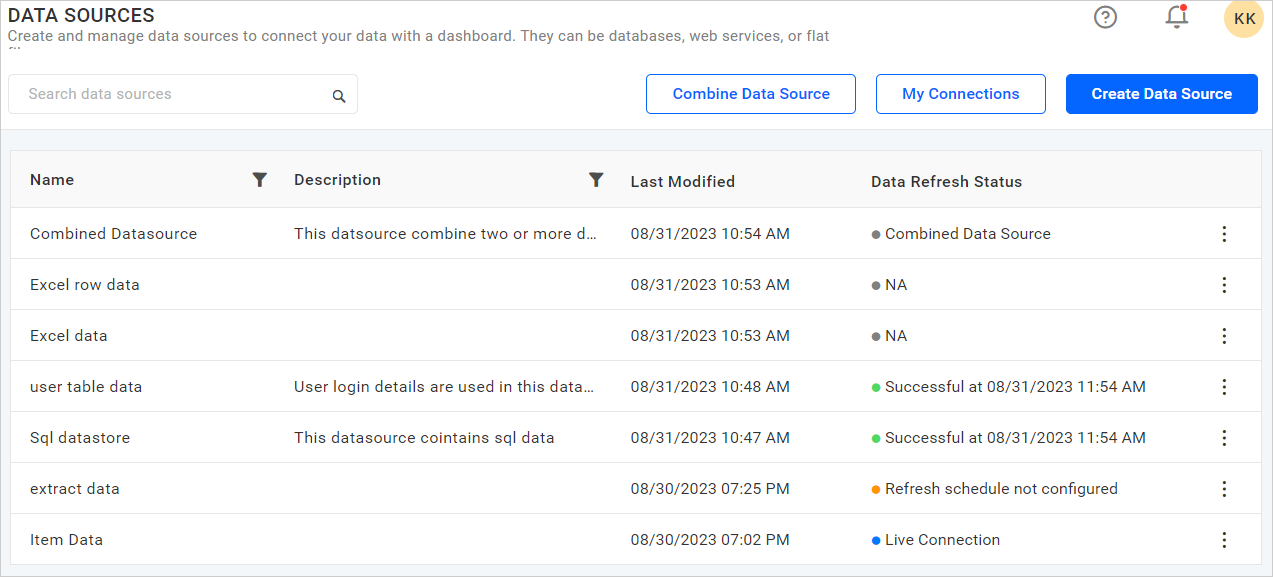 DATA SOURCES
KK
Create and manage data sources to connect your data with a dashboard. They can be databases, web services, or flat
Search data sources
Combine Data Source
My Connections
Create Data Source
Name Description Last Modified Data Refresh Status
Combined Datasource This datsource combine two or more d... 08/31/2023 10:54 AM Combined Data Source
Excel row data 08/31/2023 10:53 AM NA
Excel data 08/31/2023 10:53 AM NA
user table data User login details are used in this data... 08/31/2023 10:48 AM Successful at 08/31/2023 11:54 AM
Sql datastore This datasource cointains sql data 08/31/2023 10:47 AM Successful at 08/31/2023 11:54 AM
extract data 08/30/2023 07:25 PM Refresh schedule not configured
Item Data 08/30/2023 07:02 PM Live Connection